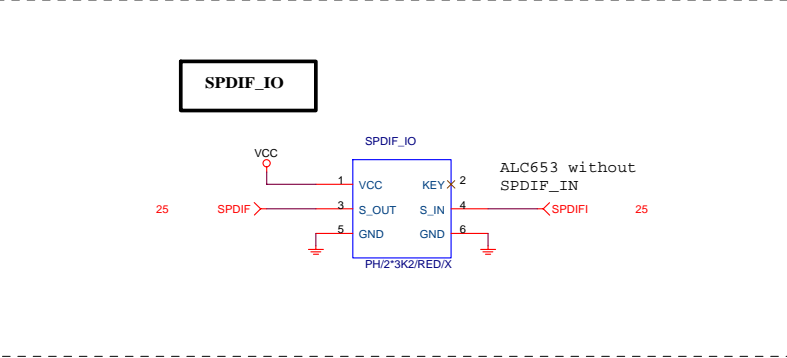 SPDIF_IO
SPDIF_IO
VCC
ALC653 without
SPDIF_IN
1 VCC KEY 2
25 SPDIF 3 S_OUT S_IN 4 SPDIFI 25
5 GND GND 6
PH/2*3K2/RED/X